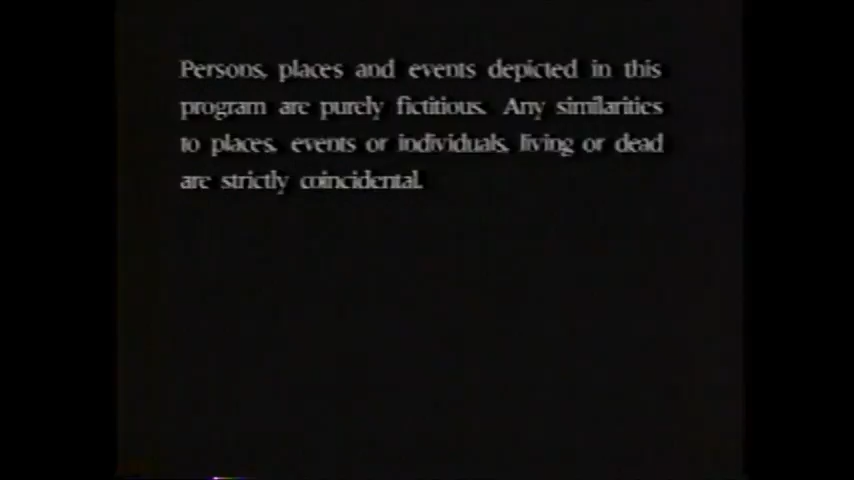 Persons, places and events depicted in this
program are purely fictitious. Any similarities
to places, events or individuals, living or dead
are strictly coincidental.